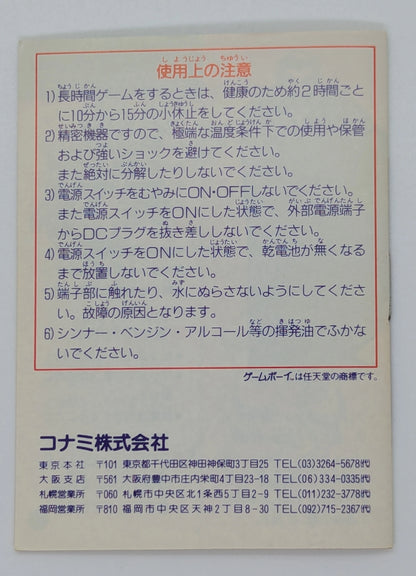 使用上の注意
1)長時間ゲームをするときは、健康のため約2時間ごと
に10分から15分の小休止をしてください。
2)精密機器ですので、極端な温度条件下での使用や保管
および強いショックを避けてください。
また絶対に分解したりしないでください。
3)電源スイッチをむやみにON・OFFしないでください。
また電源スイッチをONにした状態で、外部電源端子
からDCプラグを抜き差ししないでください。
4)電源スイッチをONにした状態で、乾電池が無くなる
まで放置しないでください。
5)端子部に触れたり、水にぬらさないようにしてくださ
い。故障の原因となります。
6)シンナー・ベンジン・アルコール等の揮発油でふかな
いでください。
ゲームボーイ™は任天堂の商標です。
コナミ株式会社
東京本社 〒101 東京都千代田区神田神保町3丁目25 TEL(03)3264-5678㈹
大阪支店 〒561 大阪府豊中市庄内栄町4丁目23-18 TEL(06)334-0335㈹
札幌営業所 〒060 札幌市中央区北1条西5丁目2-9 TEL(011)232-3778㈹
福岡営業所 〒810 福岡市中央区天神2丁目8-30 TEL(092)715-2367㈹